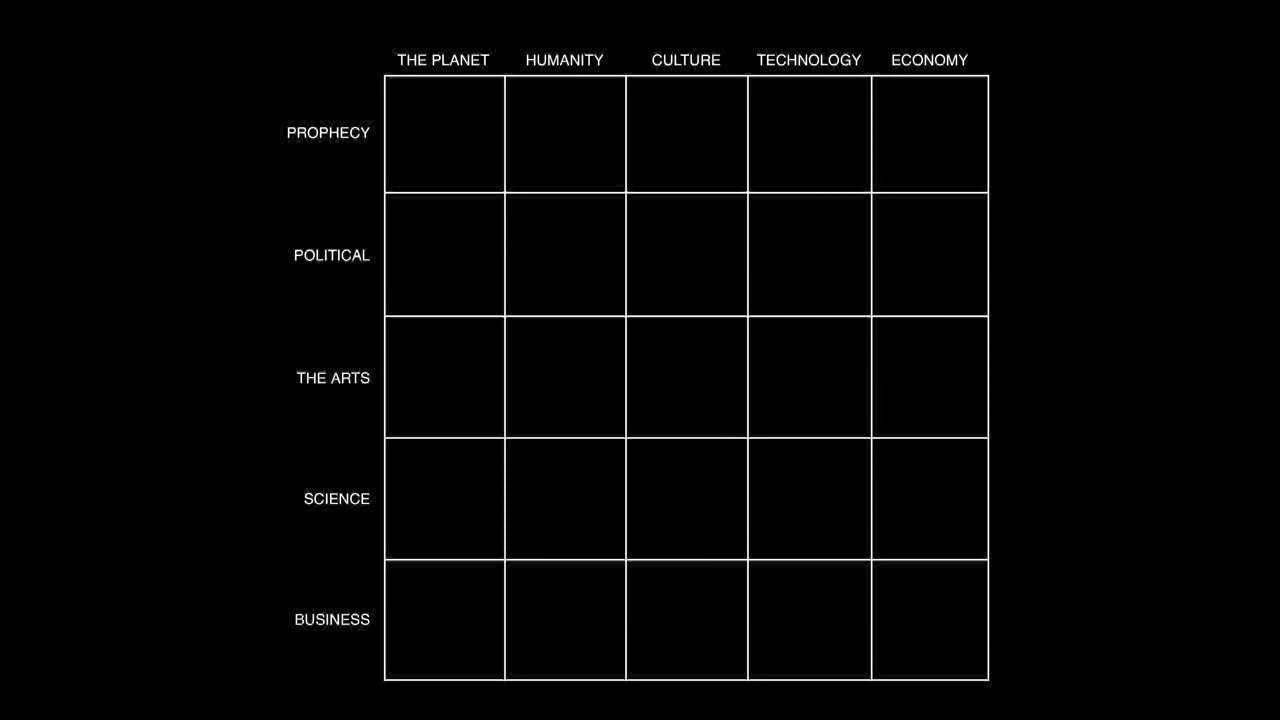 THE PLANET HUMANITY CULTURE TECHNOLOGY ECONOMY
PROPHECY
POLITICAL
THE ARTS
SCIENCE
BUSINESS